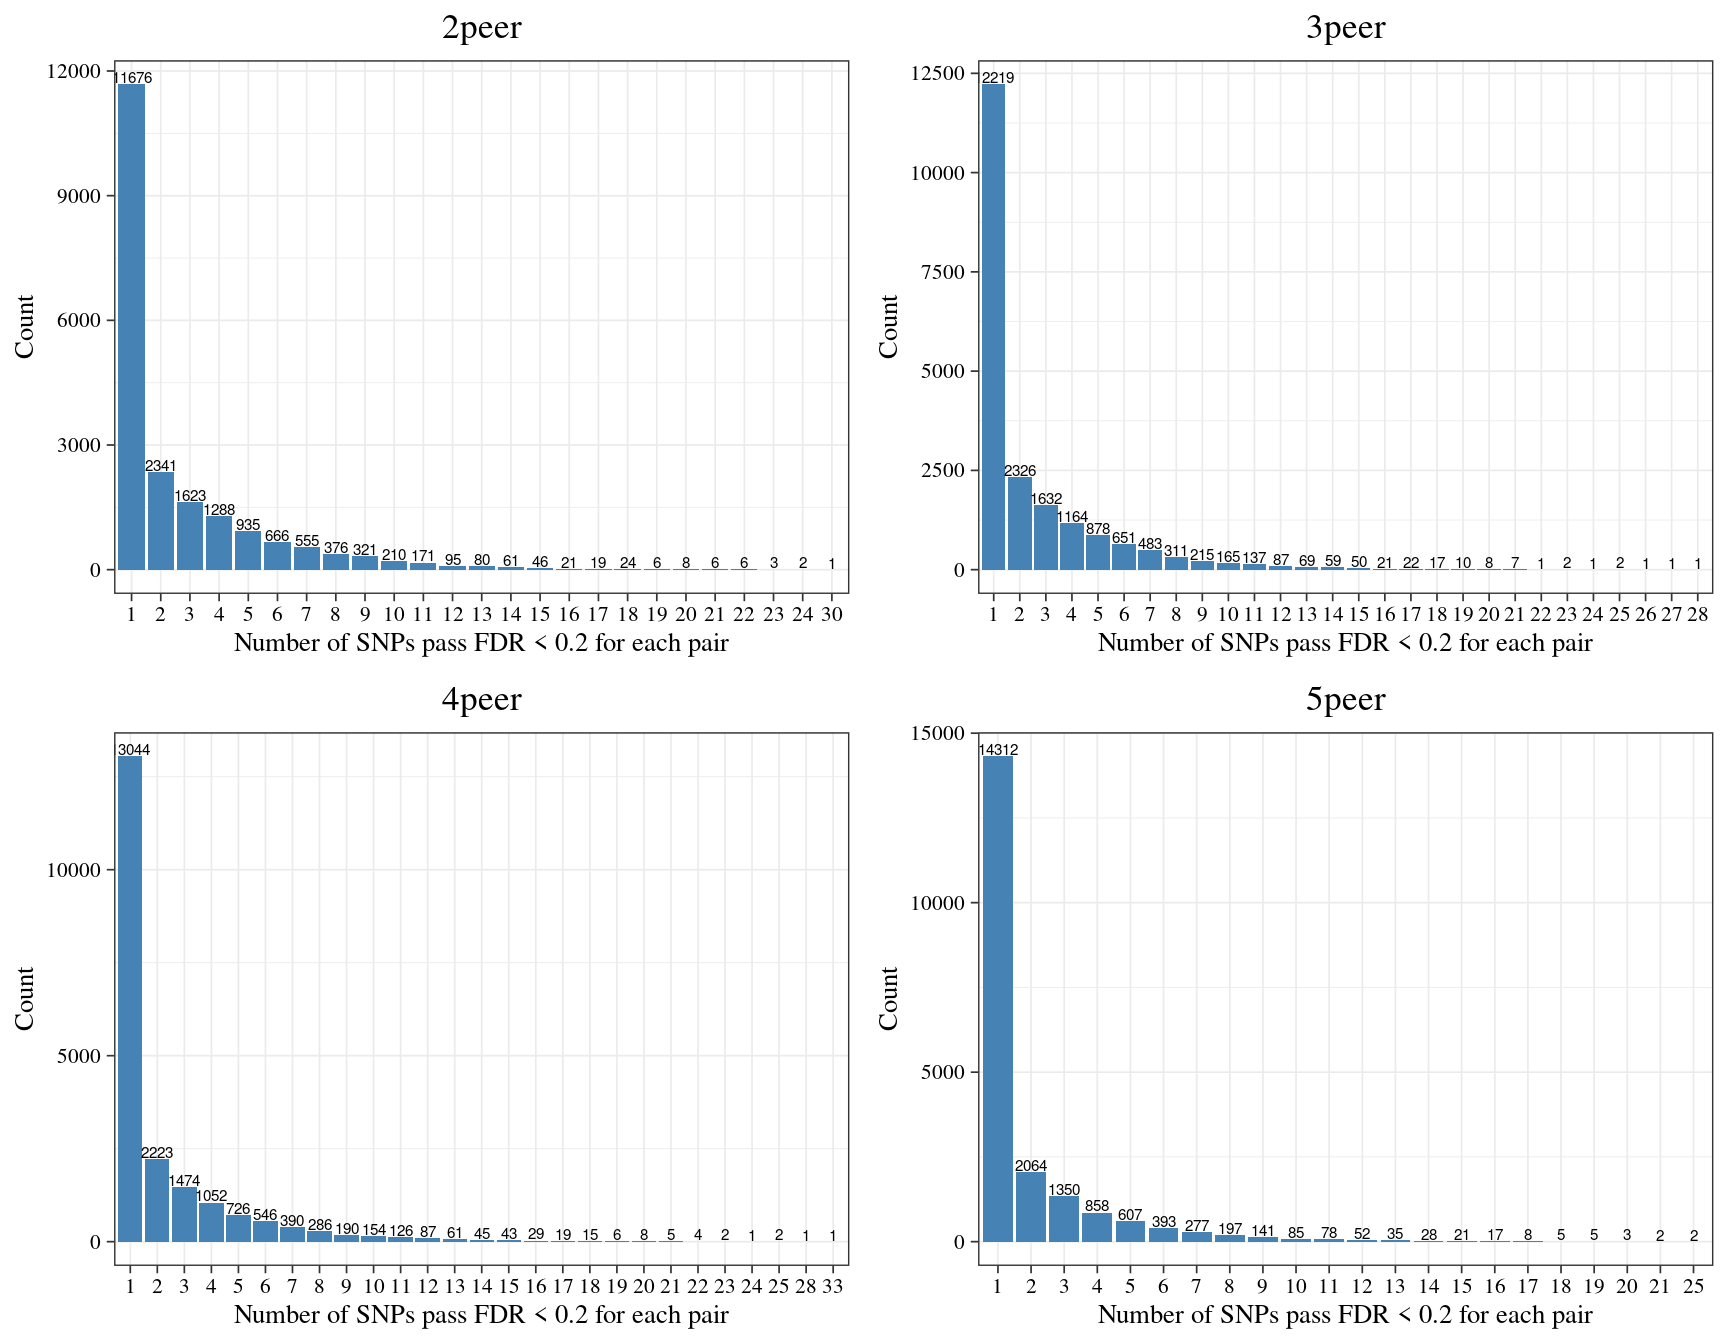 2peer
12000
9000
6000
3000
0
Count
11676 2341 1623 1288 935 666 555 376 321 210 171 95 80 61 46 21 19 24 6 8 6 6 3 2 1
1 2 3 4 5 6 7 8 9 10 11 12 13 14 15 16 17 18 19 20 21 22 23 24 30
Number of SNPs pass FDR < 0.2 for each pair
3peer
12500
10000
7500
5000
2500
0
Count
2219 2326 1632 1164 878 651 483 311 215 165 137 87 69 59 50 21 22 17 10 8 7 1 2 1 2 1 1 1
1 2 3 4 5 6 7 8 9 10 11 12 13 14 15 16 17 18 19 20 21 22 23 24 25 26 27 28
Number of SNPs pass FDR < 0.2 for each pair
4peer
10000
5000
0
Count
3044 2223 1474 1052 726 546 390 286 190 154 126 87 61 45 43 29 19 15 6 8 5 4 2 1 2 1 1
1 2 3 4 5 6 7 8 9 10 11 12 13 14 15 16 17 18 19 20 21 22 23 24 25 28 33
Number of SNPs pass FDR < 0.2 for each pair
5peer
15000
10000
5000
0
Count
14312 2064 1350 858 607 393 277 197 141 85 78 52 35 28 21 17 8 5 5 3 2 2
1 2 3 4 5 6 7 8 9 10 11 12 13 14 15 16 17 18 19 20 21 25
Number of SNPs pass FDR < 0.2 for each pair